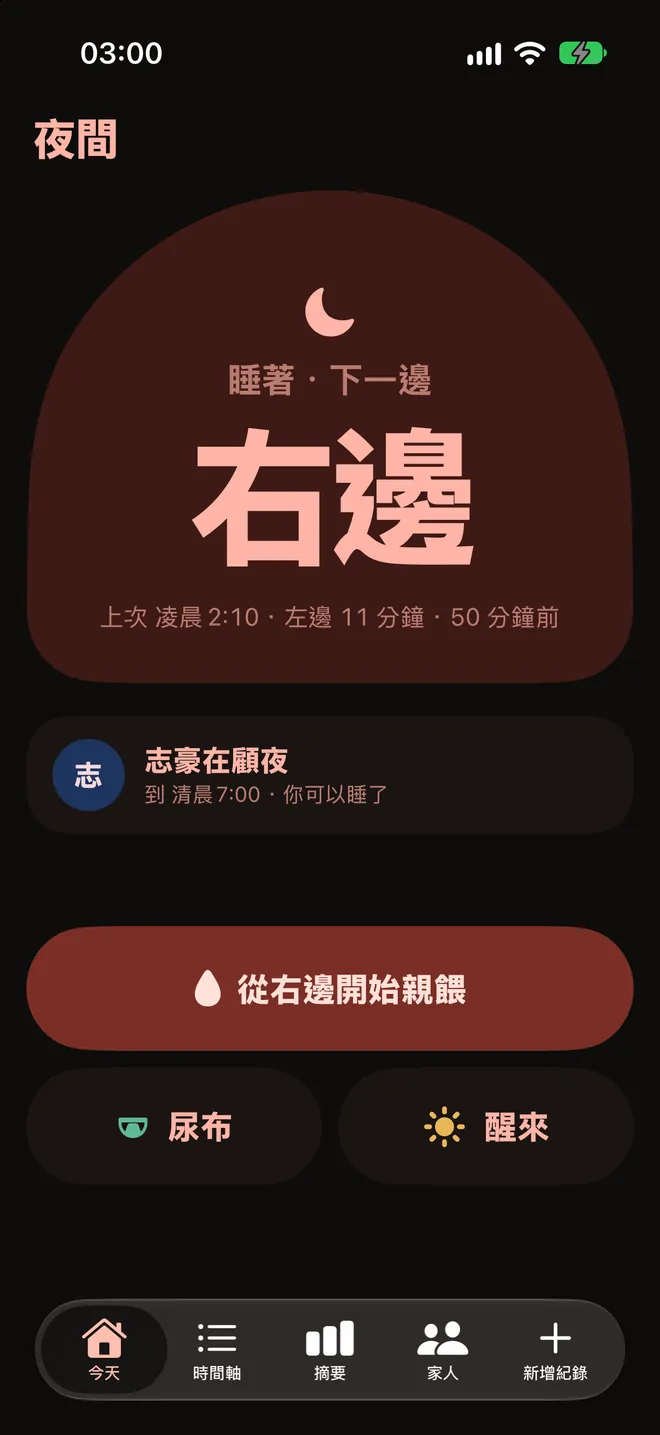 03:00
夜間
睡著 · 下一邊
右邊
上次 凌晨 2:10 · 左邊 11 分鐘 · 50 分鐘前
志
志豪在顧夜
到 清晨 7:00 · 你可以睡了
從右邊開始親餵
尿布
醒來
今天
時間軸
摘要
家人
新增紀錄